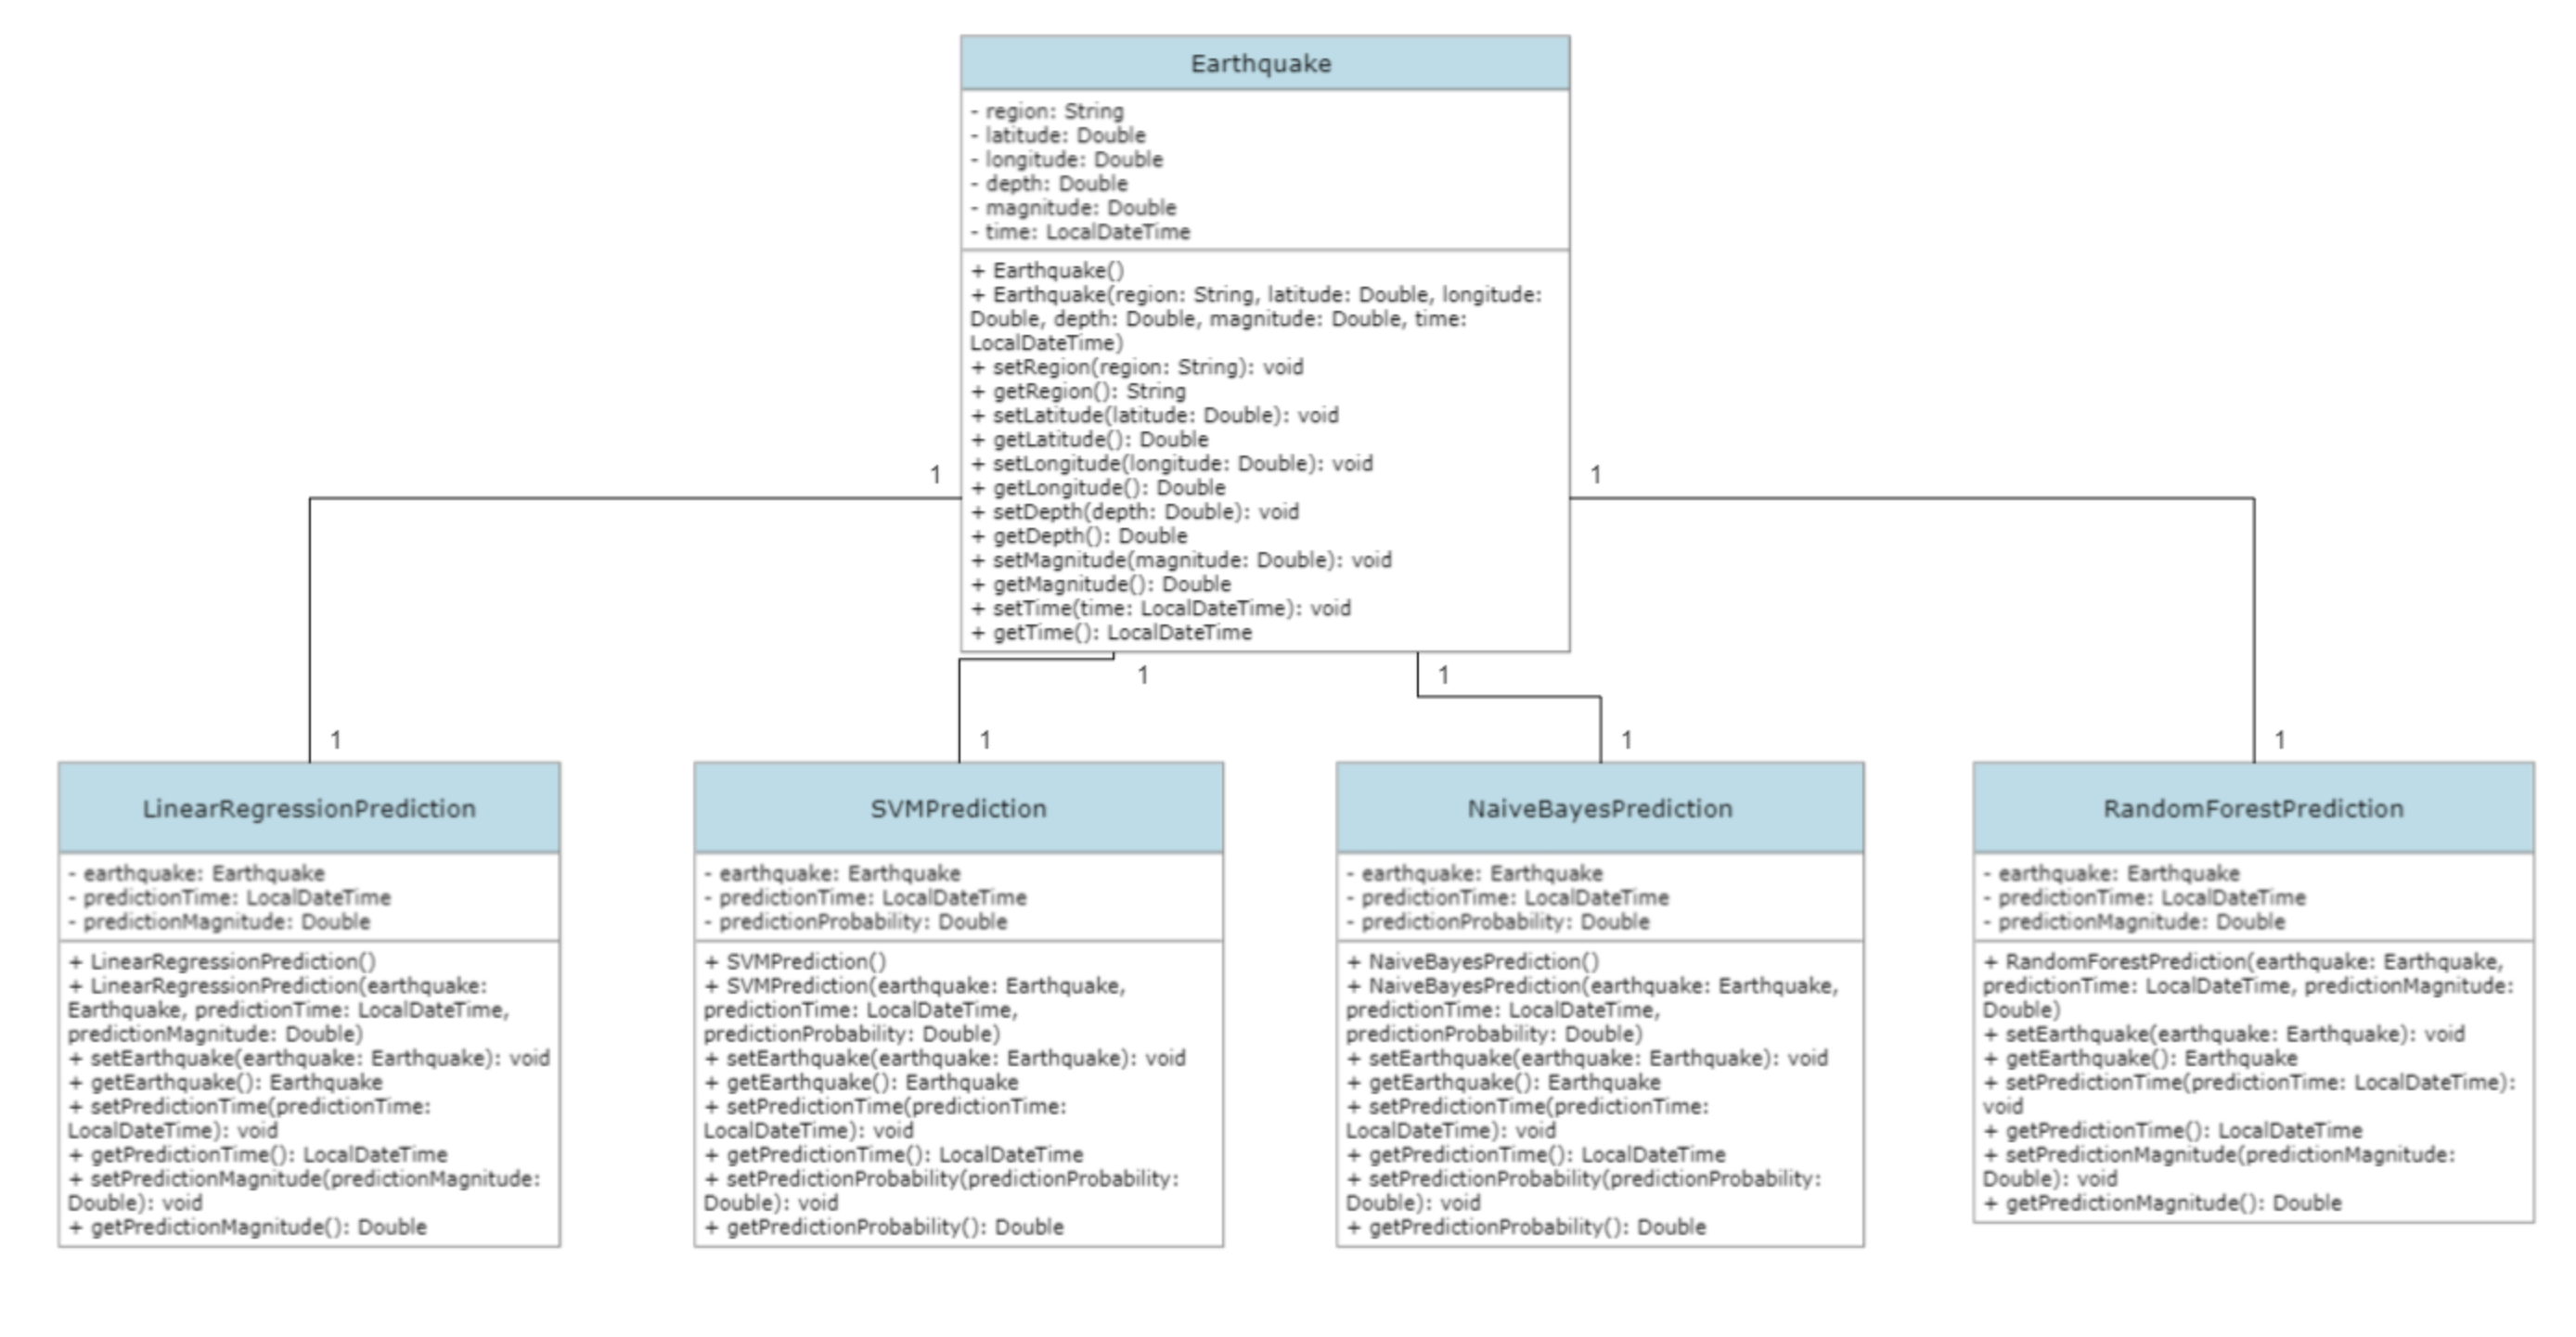 Earthquake
- region: String
- latitude: Double
- longitude: Double
- depth: Double
- magnitude: Double
- time: LocalDateTime
+ Earthquake()
+ Earthquake(region: String, latitude: Double, longitude:
Double, depth: Double, magnitude: Double, time:
LocalDateTime)
+ setRegion(region: String): void
+ getRegion(): String
+ setLatitude(latitude: Double): void
+ getLatitude(): Double
+ setLongitude(longitude: Double): void
+ getLongitude(): Double
+ setDepth(depth: Double): void
+ getDepth(): Double
+ setMagnitude(magnitude: Double): void
+ getMagnitude(): Double
+ setTime(time: LocalDateTime): void
+ getTime(): LocalDateTime
1
1
1
1
1
1
1
1
LinearRegressionPrediction
- earthquake: Earthquake
- predictionTime: LocalDateTime
- predictionMagnitude: Double
+ LinearRegressionPrediction()
+ LinearRegressionPrediction(earthquake:
Earthquake, predictionTime: LocalDateTime,
predictionMagnitude: Double)
+ setEarthquake(earthquake: Earthquake): void
+ getEarthquake(): Earthquake
+ setPredictionTime(predictionTime:
LocalDateTime): void
+ getPredictionTime(): LocalDateTime
+ setPredictionMagnitude(predictionMagnitude:
Double): void
+ getPredictionMagnitude(): Double
SVMPrediction
- earthquake: Earthquake
- predictionTime: LocalDateTime
- predictionProbability: Double
+ SVMPrediction()
+ SVMPrediction(earthquake: Earthquake,
predictionTime: LocalDateTime,
predictionProbability: Double)
+ setEarthquake(earthquake: Earthquake): void
+ getEarthquake(): Earthquake
+ setPredictionTime(predictionTime:
LocalDateTime): void
+ getPredictionTime(): LocalDateTime
+ setPredictionProbability(predictionProbability:
Double): void
+ getPredictionProbability(): Double
NaiveBayesPrediction
- earthquake: Earthquake
- predictionTime: LocalDateTime
- predictionProbability: Double
+ NaiveBayesPrediction()
+ NaiveBayesPrediction(earthquake: Earthquake,
predictionTime: LocalDateTime,
predictionProbability: Double)
+ setEarthquake(earthquake: Earthquake): void
+ getEarthquake(): Earthquake
+ setPredictionTime(predictionTime:
LocalDateTime): void
+ getPredictionTime(): LocalDateTime
+ setPredictionProbability(predictionProbability:
Double): void
+ getPredictionProbability(): Double
RandomForestPrediction
- earthquake: Earthquake
- predictionTime: LocalDateTime
- predictionMagnitude: Double
+ RandomForestPrediction(earthquake: Earthquake,
predictionTime: LocalDateTime, predictionMagnitude:
Double)
+ setEarthquake(earthquake: Earthquake): void
+ getEarthquake(): Earthquake
+ setPredictionTime(predictionTime: LocalDateTime):
void
+ getPredictionTime(): LocalDateTime
+ setPredictionMagnitude(predictionMagnitude:
Double): void
+ getPredictionMagnitude(): Double